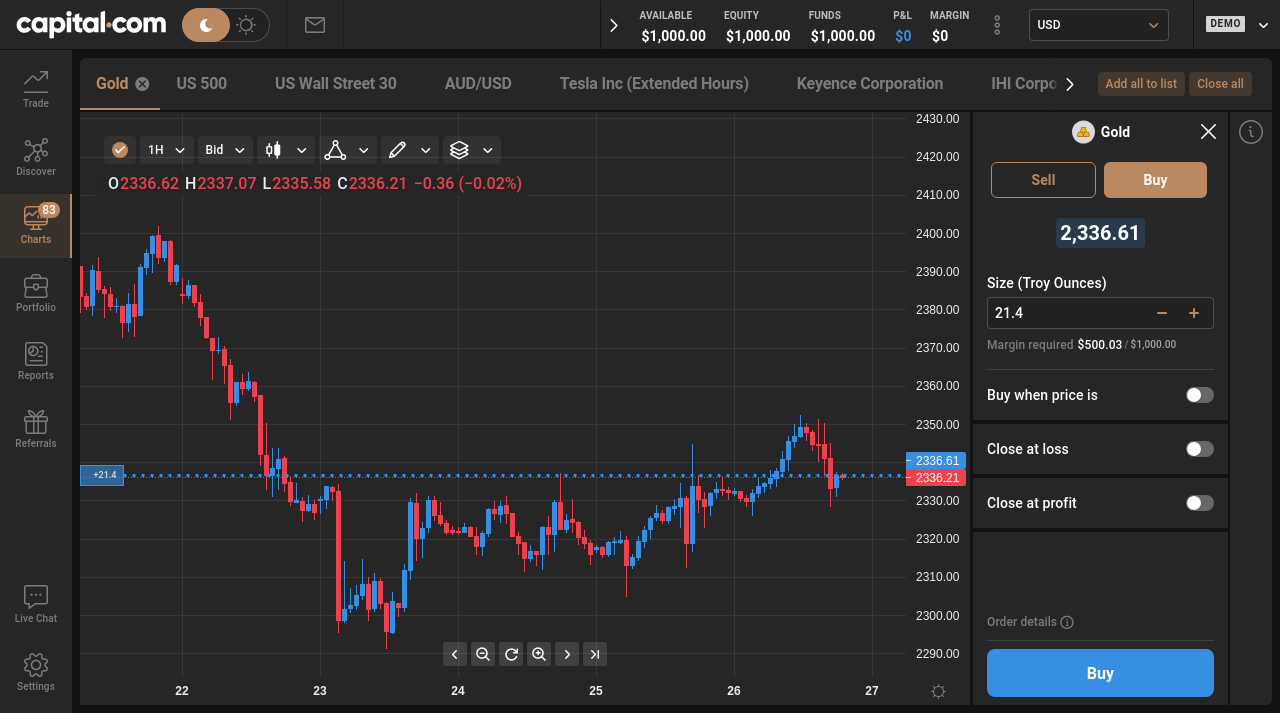 capital.com
AVAILABLE EQUITY FUNDS P&L MARGIN
$1,000.00 $1,000.00 $1,000.00 $0 $0
USD
DEMO
Trade
Discover
83
Charts
Portfolio
Reports
Referrals
Live Chat
Settings
Gold US 500 US Wall Street 30 AUD/USD Tesla Inc (Extended Hours) Keyence Corporation IHI Corpo
Add all to list Close all
1H Bid
O2336.62 H2337.07 L2335.58 C2336.21 −0.36 (−0.02%)
2430.00
2420.00
2410.00
2400.00
2390.00
2380.00
2370.00
2360.00
2350.00
2336.61
2336.21
2330.00
2320.00
2310.00
2300.00
2290.00
+21.4
22 23 24 25 26 27
Gold
Sell Buy
2,336.61
Size (Troy Ounces)
21.4
Margin required $500.03 / $1,000.00
Buy when price is
Close at loss
Close at profit
Order details
Buy